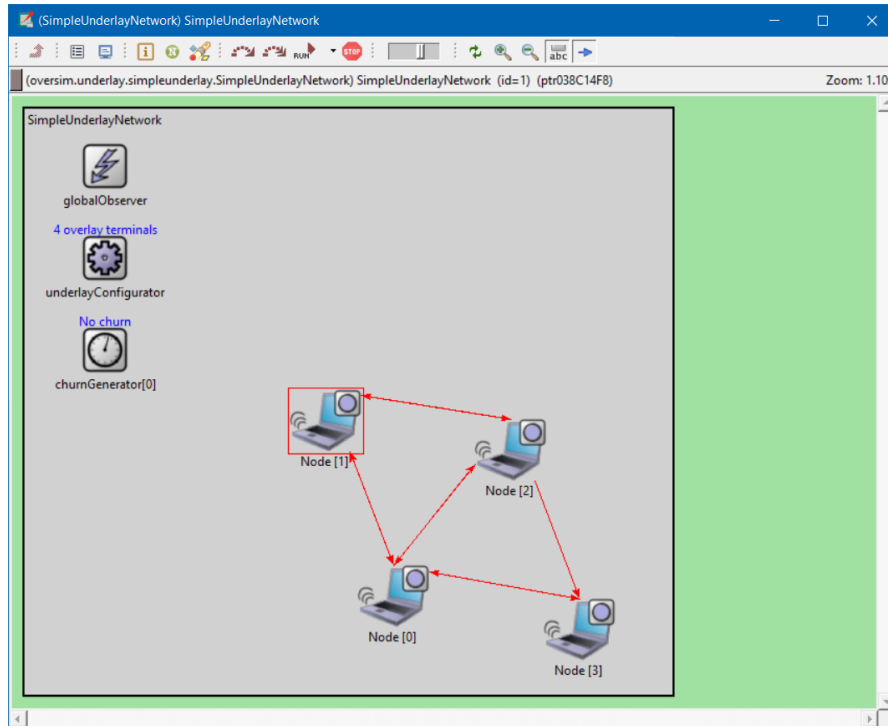 (SimpleUnderlayNetwork) SimpleUnderlayNetwork
RUN
STOP
abc
(oversim.underlay.simpleunderlay.SimpleUnderlayNetwork) SimpleUnderlayNetwork (id=1) (ptr038C14F8)
Zoom: 1.10
SimpleUnderlayNetwork
globalObserver
4 overlay terminals
underlayConfigurator
No churn
churnGenerator[0]
Node [1]
Node [2]
Node [0]
Node [3]